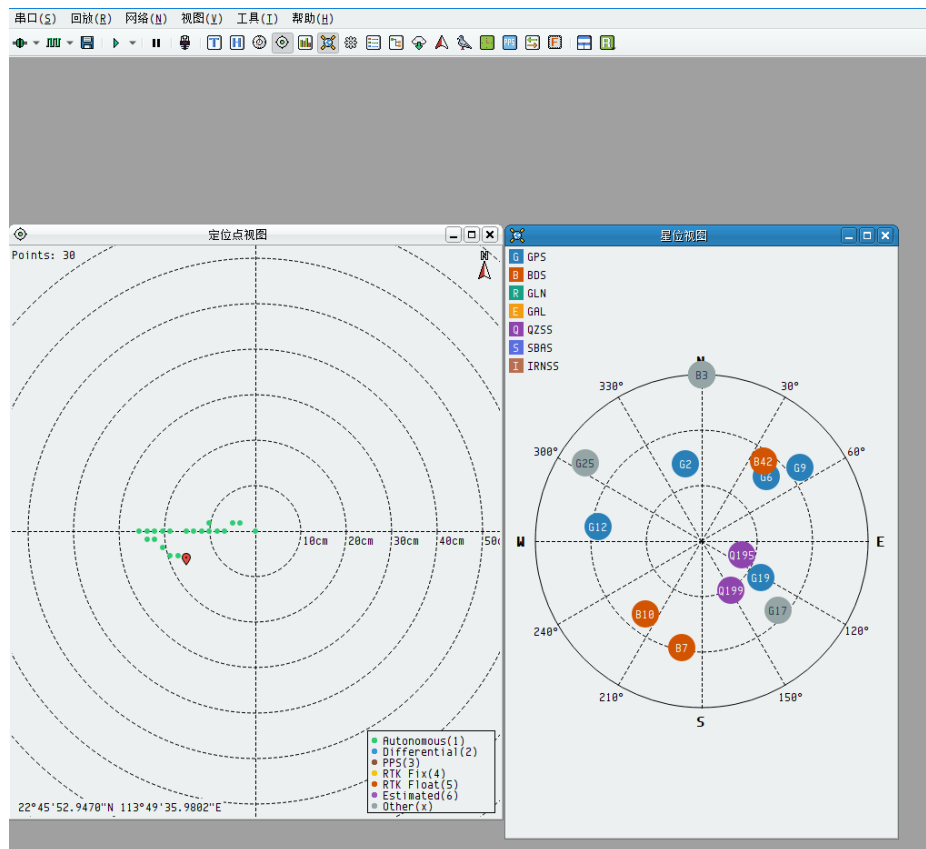 串口(S) 回放(R) 网络(N) 视图(V) 工具(I) 帮助(H)
T H PPS F R
定位点视图
Points: 30
N
10cm 20cm 30cm 40cm 50c
Autonomous(1)
Differential(2)
PPS(3)
RTK Fix(4)
RTK Float(5)
Estimated(6)
Other(x)
22°45'52.9470"N 113°49'35.9802"E
星位视图
G GPS
B BDS
R GLN
E GAL
Q QZSS
S SBAS
I IRNSS
N
B3
330° 30°
300° 60°
G25 G2 B42 G6 G9
G12
W E
Q195
Q199 G19
B10 G17
240° 120°
B7
210° 150°
S